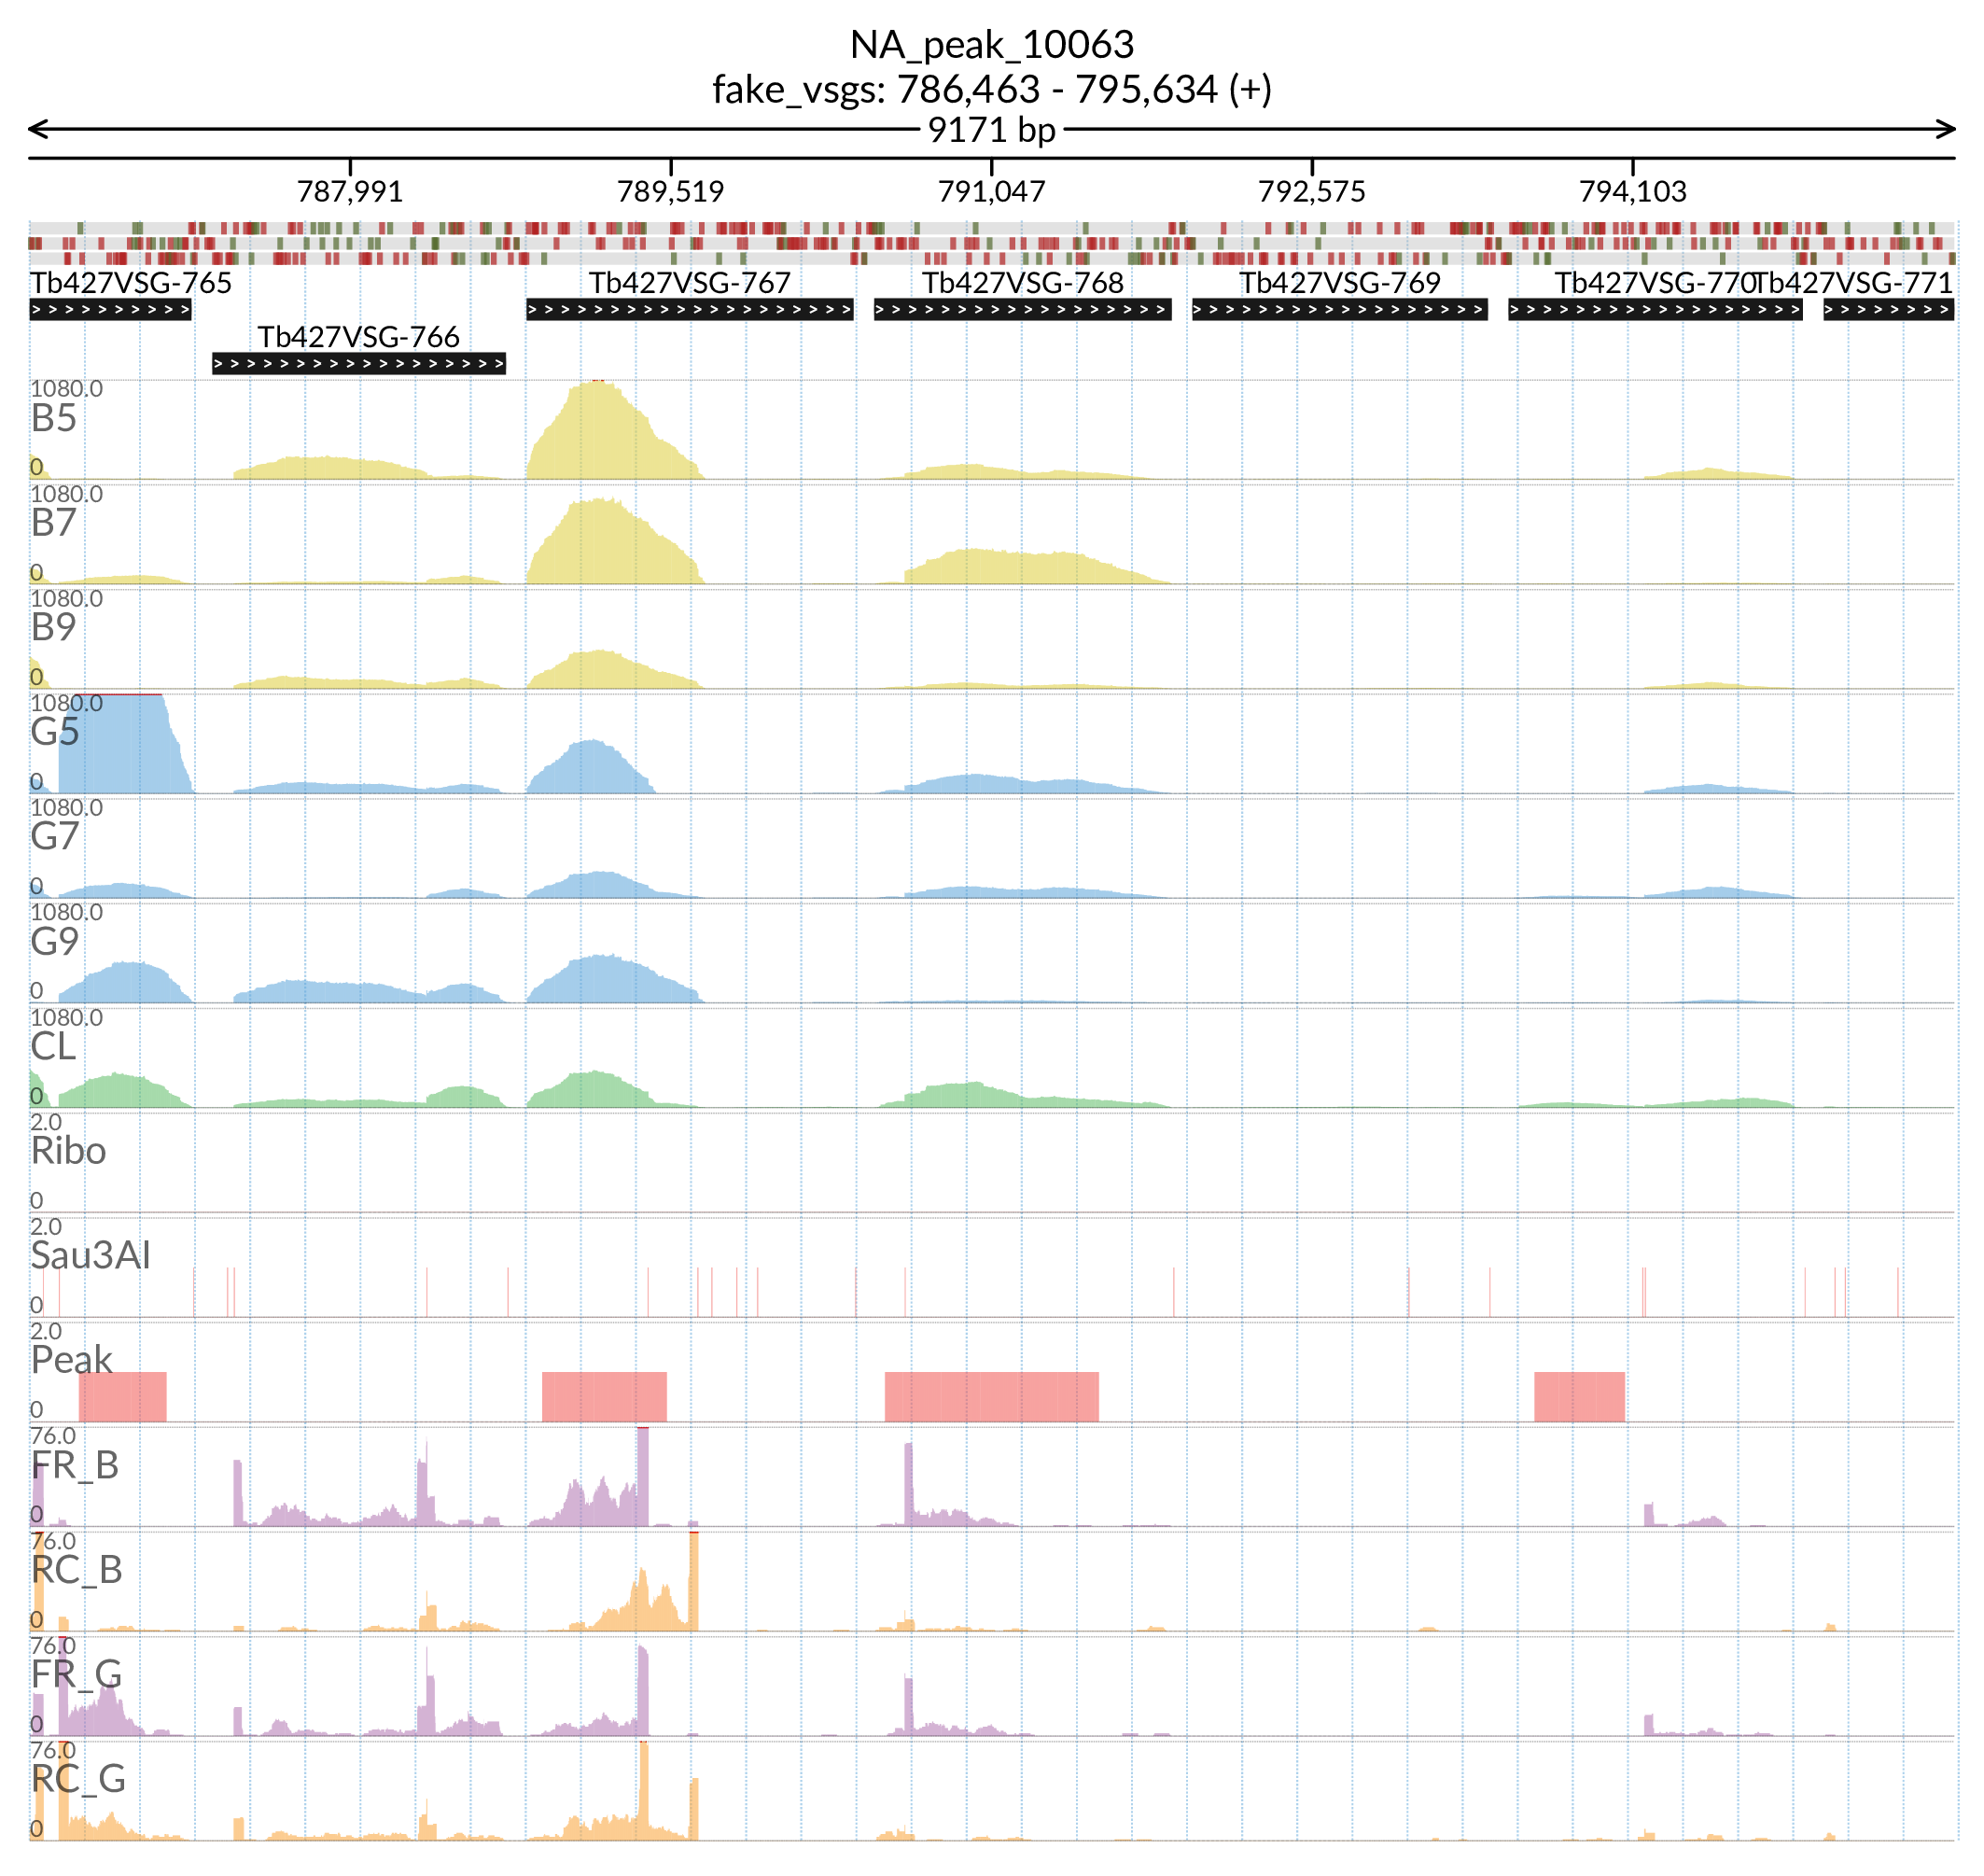 NA_peak_10063
fake_vsgs: 786,463 - 795,634 (+)
9171 bp
787,991 789,519 791,047 792,575 794,103
Tb427VSG-765 Tb427VSG-767 Tb427VSG-768 Tb427VSG-769 Tb427VSG-770 Tb427VSG-771
Tb427VSG-766
1080.0
B5
0
1080.0
B7
0
1080.0
B9
0
1080.0
G5
0
1080.0
G7
0
1080.0
G9
0
1080.0
CL
0
2.0
Ribo
0
2.0
Sau3AI
0
2.0
Peak
0
76.0
FR_B
0
76.0
RC_B
0
76.0
FR_G
0
76.0
RC_G
0